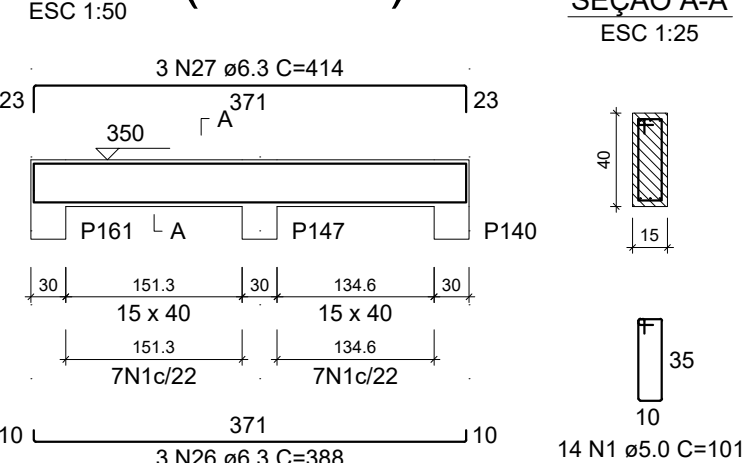 ESC 1:50
SEÇÃO A-A
ESC 1:25
3 N27 ø6.3 C=414
23 371 23
A
350
40
P161 A P147 P140
15
30 151.3 30 134.6 30
15 x 40 15 x 40
151.3 134.6
7N1c/22 7N1c/22
35
10
10 371 10
3 N26 ø6.3 C=388
14 N1 ø5.0 C=101